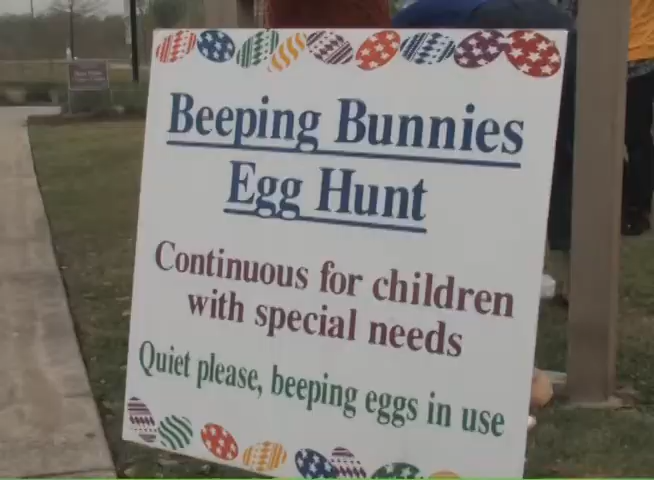 Beeping Bunnies
Egg Hunt
Continuous for children
with special needs
Quiet please, beeping eggs in use